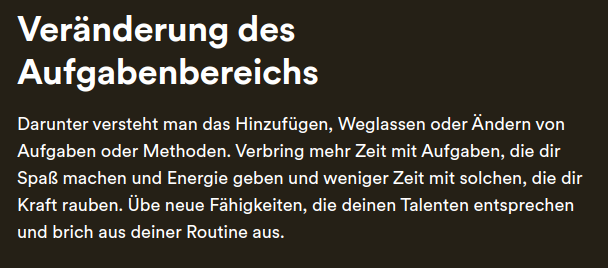 Veränderung des
Aufgabenbereichs
Darunter versteht man das Hinzufügen, Weglassen oder Ändern von
Aufgaben oder Methoden. Verbring mehr Zeit mit Aufgaben, die dir
Spaß machen und Energie geben und weniger Zeit mit solchen, die dir
Kraft rauben. Übe neue Fähigkeiten, die deinen Talenten entsprechen
und brich aus deiner Routine aus.